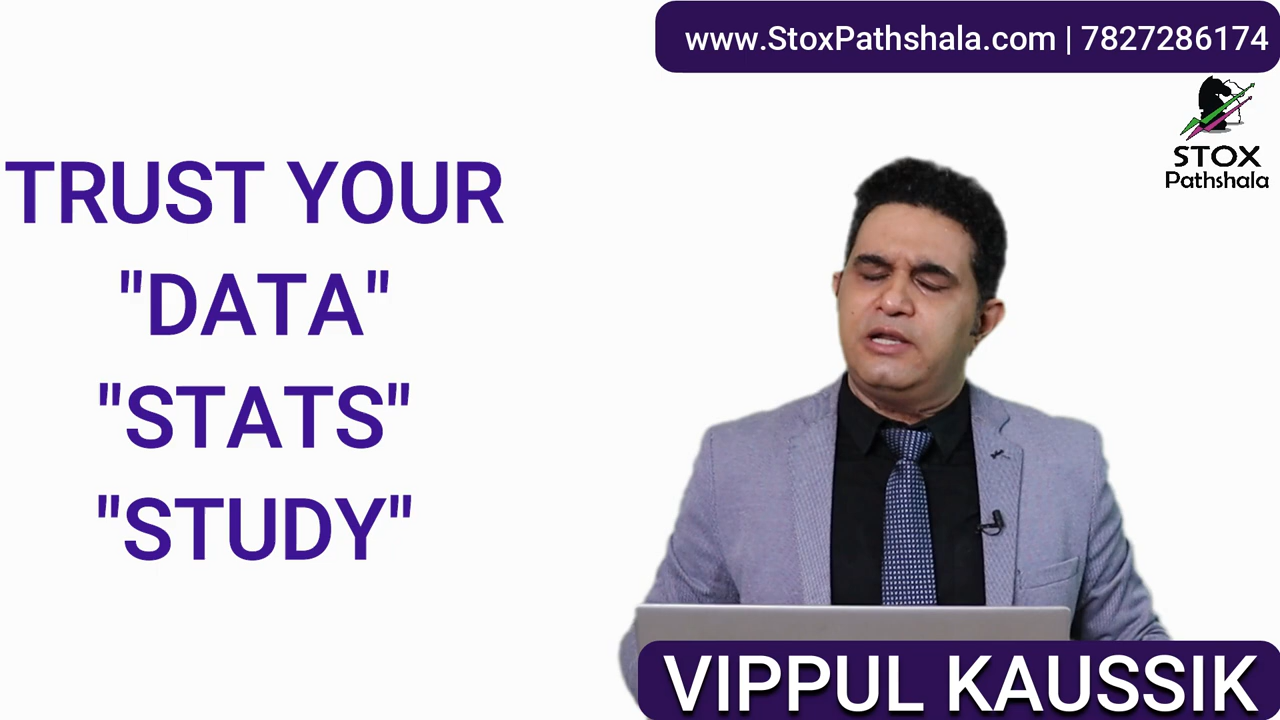 www.StoxPathshala.com | 7827286174
STOX
Pathshala
TRUST YOUR
"DATA"
"STATS"
"STUDY"
VIPPUL KAUSSIK